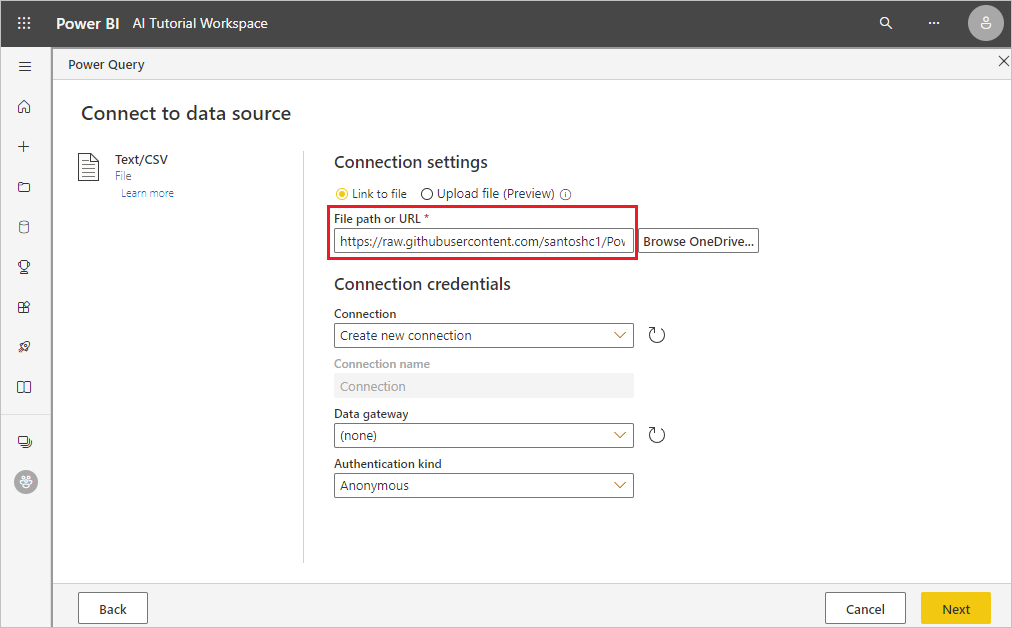 Power BI AI Tutorial Workspace
Power Query
Connect to data source
Text/CSV
File
Learn more
Connection settings
Link to file Upload file (Preview)
File path or URL *
https://raw.githubusercontent.com/santoshc1/Pow
Browse OneDrive...
Connection credentials
Connection
Create new connection
Connection name
Connection
Data gateway
(none)
Authentication kind
Anonymous
Back Cancel Next